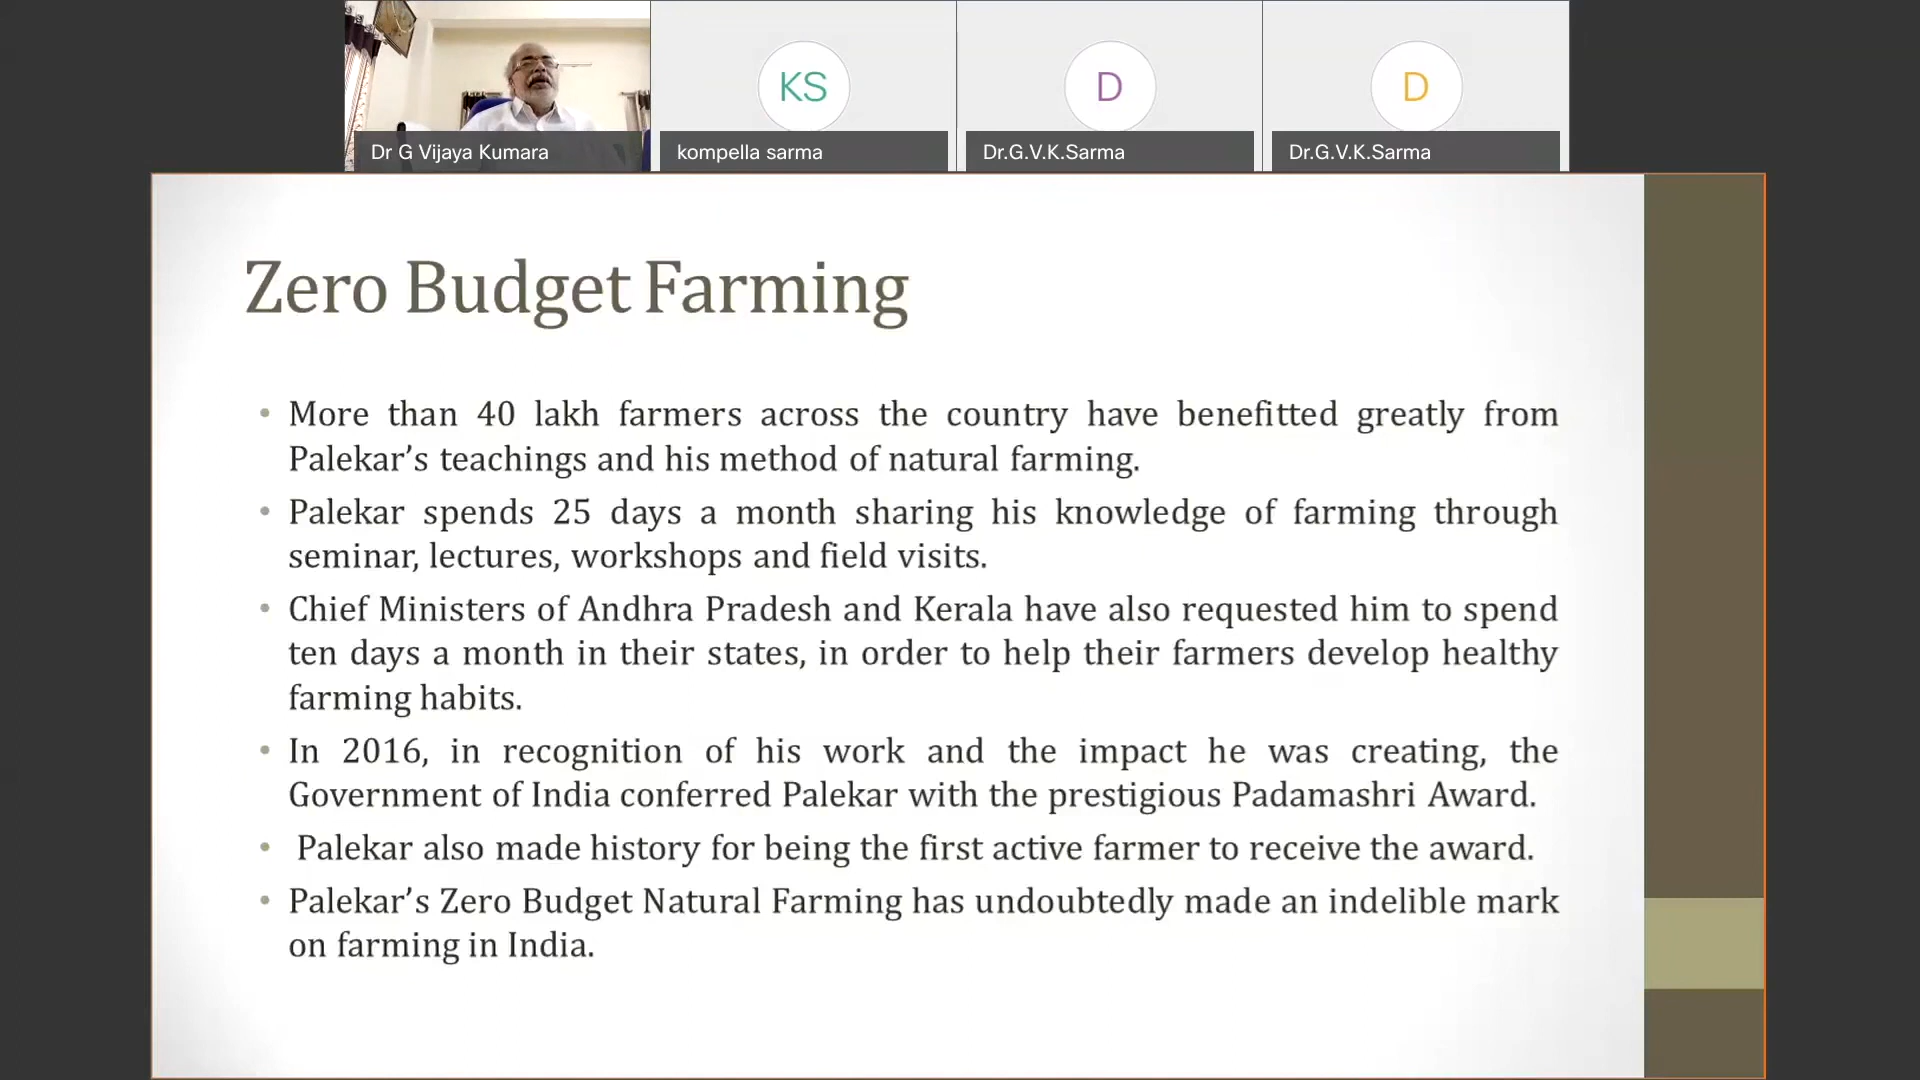 KS
D
D
Dr G Vijaya Kumara
kompella sarma
Dr.G.V.K.Sarma
Dr.G.V.K.Sarma
Zero Budget Farming
• More than 40 lakh farmers across the country have benefitted greatly from
Palekar’s teachings and his method of natural farming.
• Palekar spends 25 days a month sharing his knowledge of farming through
seminar, lectures, workshops and field visits.
• Chief Ministers of Andhra Pradesh and Kerala have also requested him to spend
ten days a month in their states, in order to help their farmers develop healthy
farming habits.
• In 2016, in recognition of his work and the impact he was creating, the
Government of India conferred Palekar with the prestigious Padamashri Award.
• Palekar also made history for being the first active farmer to receive the award.
• Palekar’s Zero Budget Natural Farming has undoubtedly made an indelible mark
on farming in India.